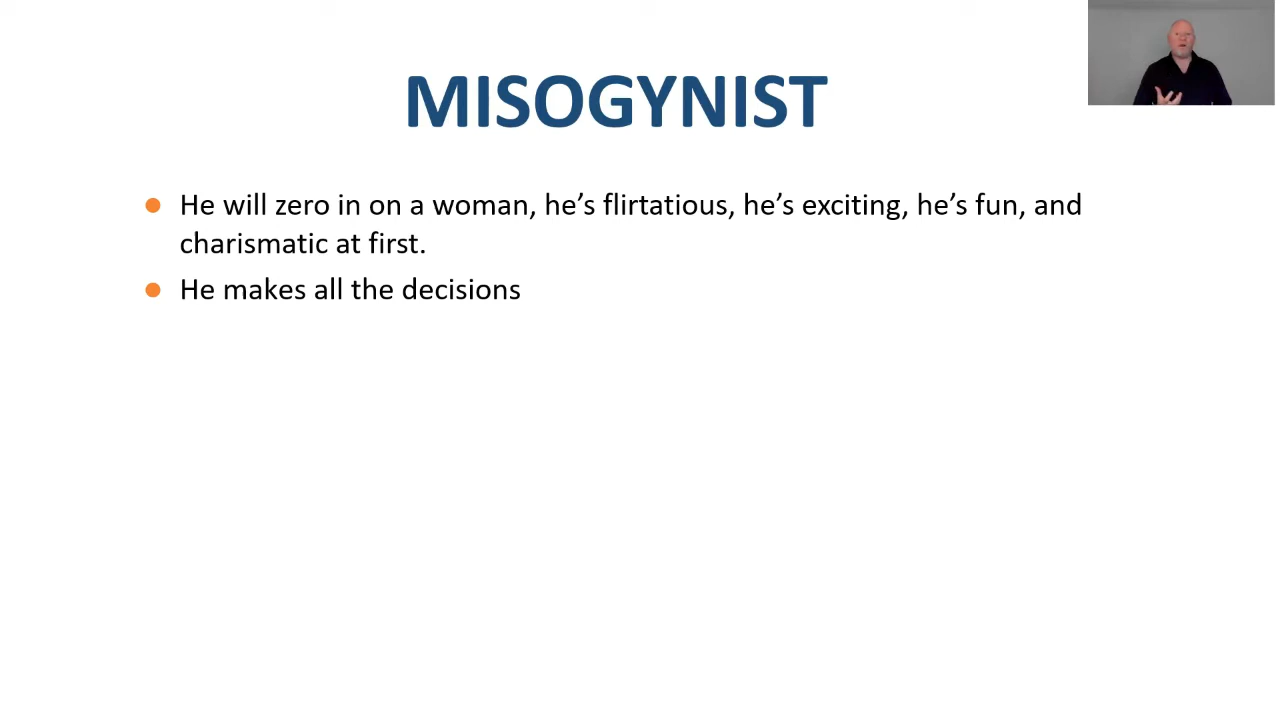 MISOGYNIST
He will zero in on a woman, he’s flirtatious, he’s exciting, he’s fun, and
charismatic at first.
He makes all the decisions